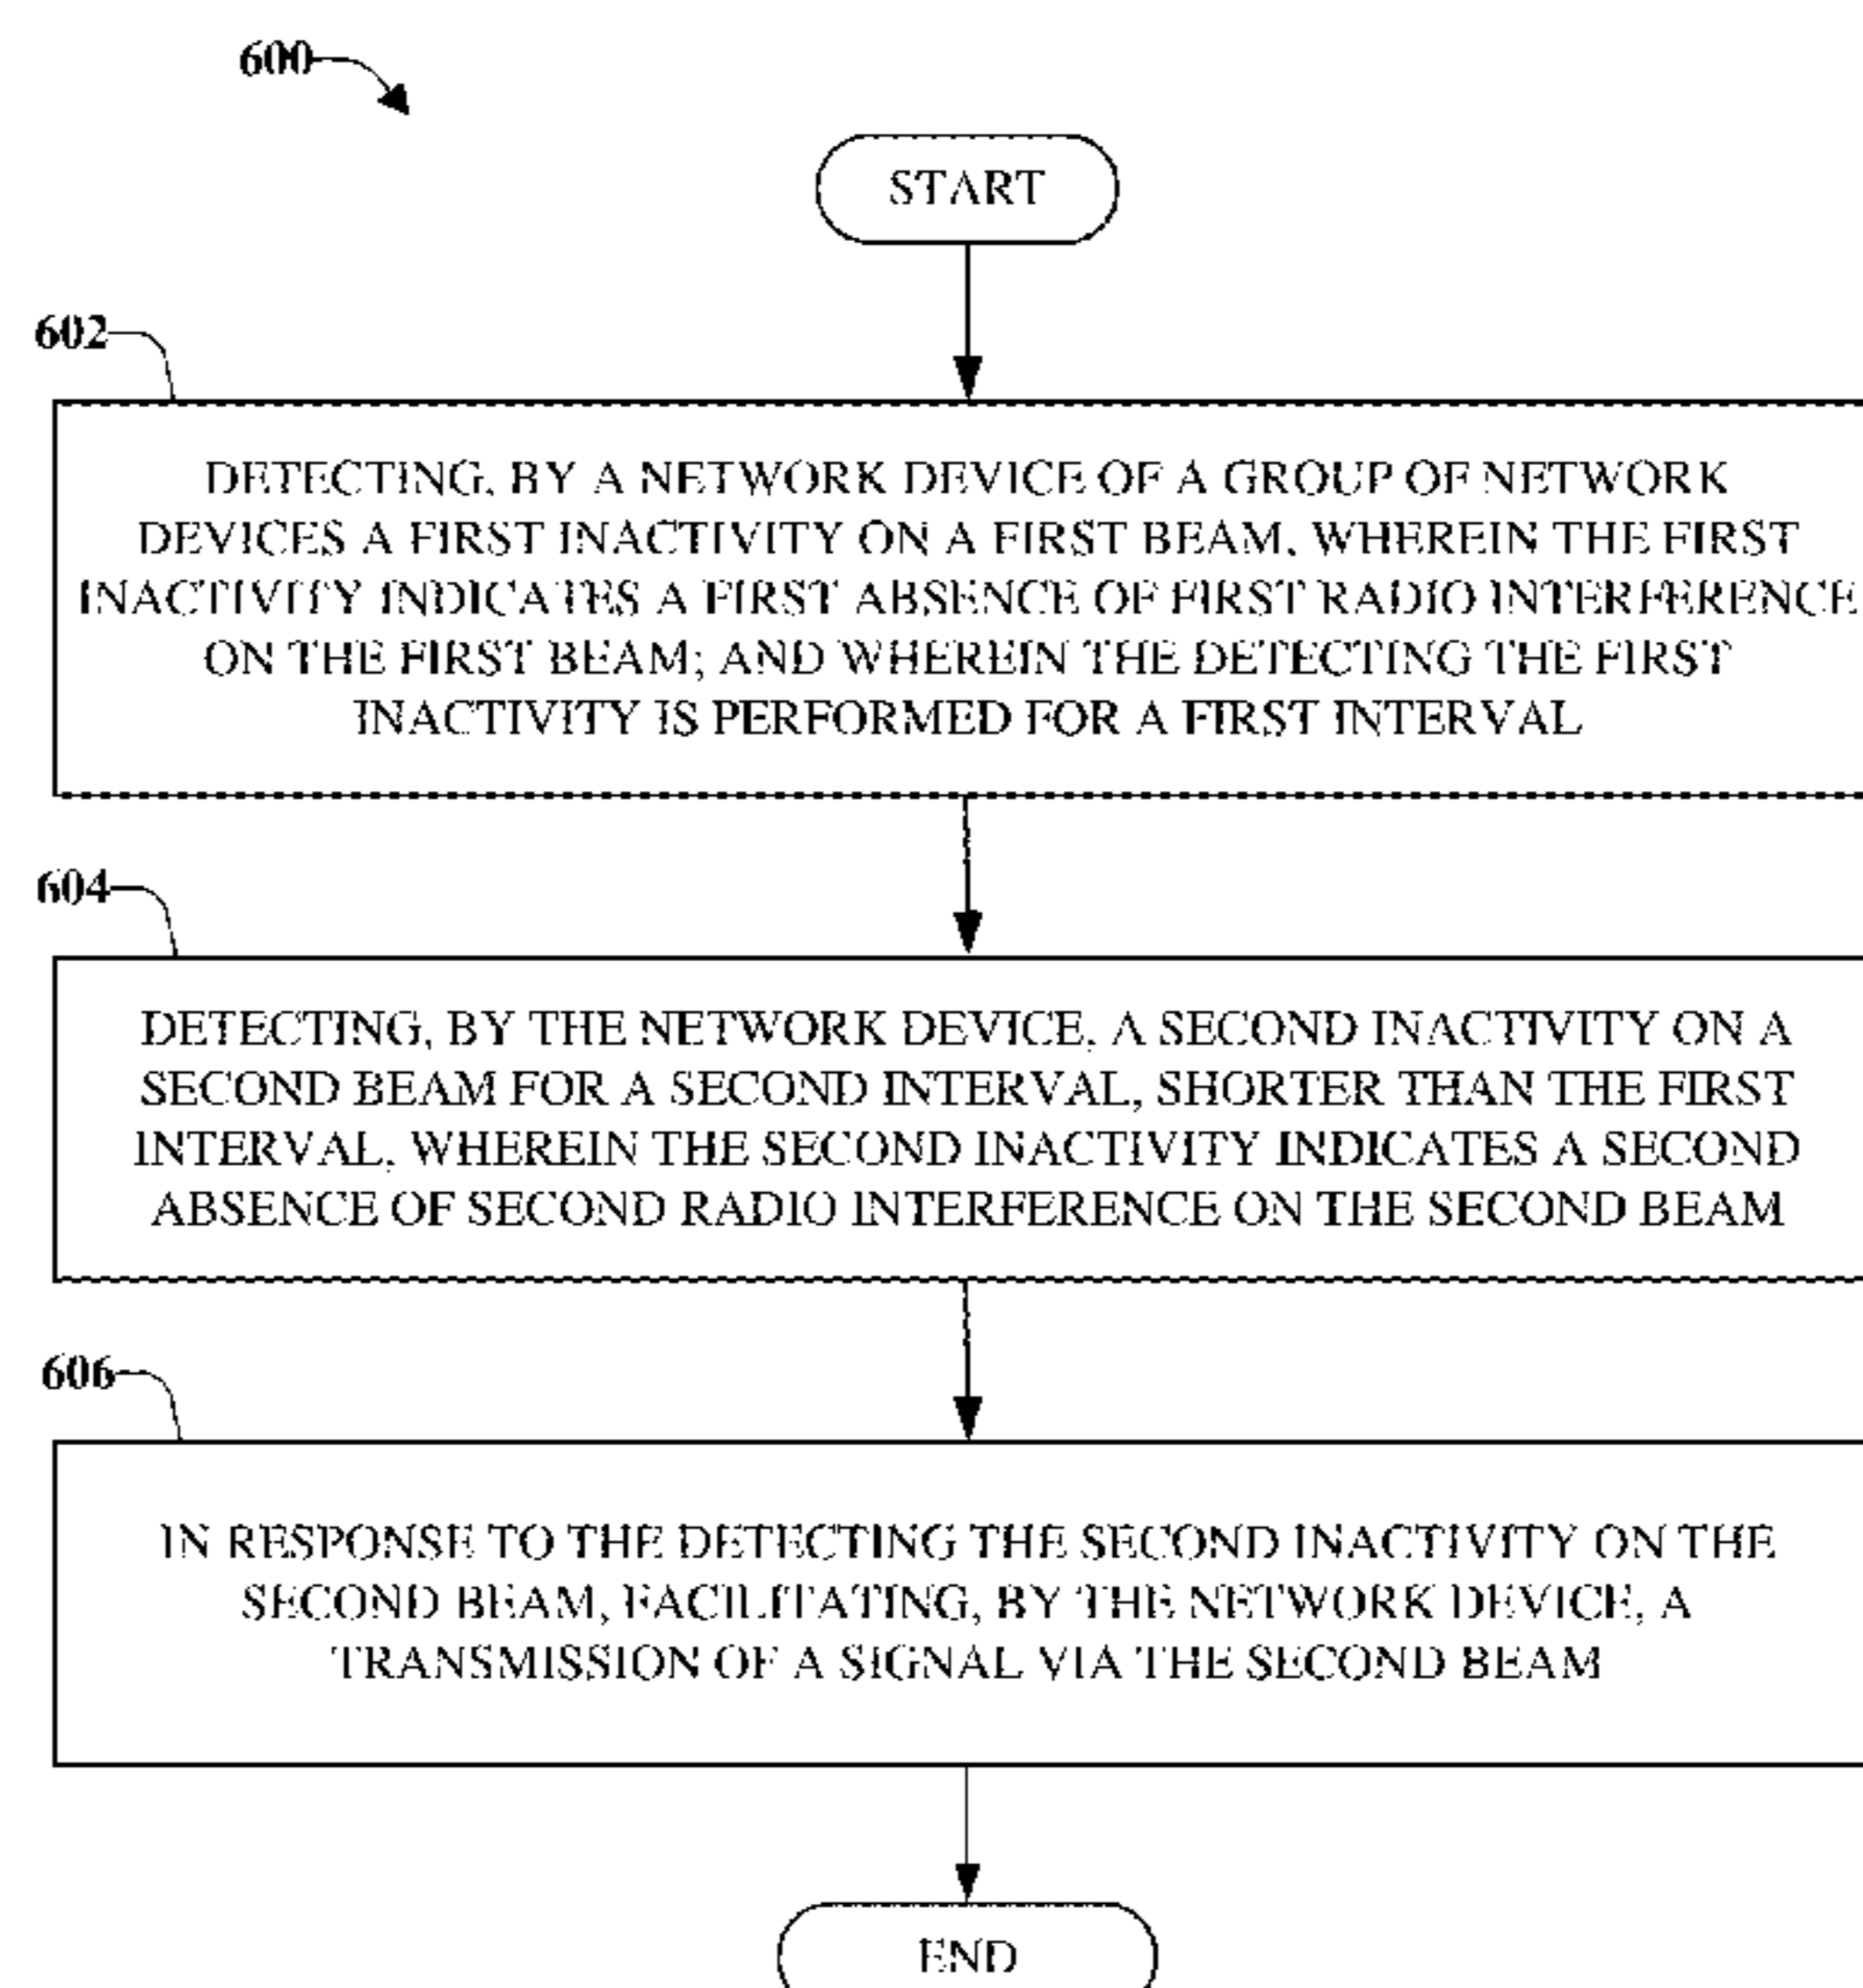 600
START
602
DETECTING, BY A NETWORK DEVICE OF A GROUP OF NETWORK
DEVICES A FIRST INACTIVITY ON A FIRST BEAM, WHEREIN THE FIRST
INACTIVITY INDICATES A FIRST ABSENCE OF FIRST RADIO INTERFERENCE
ON THE FIRST BEAM; AND WHEREIN THE DETECTING THE FIRST
INACTIVITY IS PERFORMED FOR A FIRST INTERVAL
604
DETECTING, BY THE NETWORK DEVICE, A SECOND INACTIVITY ON A
SECOND BEAM FOR A SECOND INTERVAL, SHORTER THAN THE FIRST
INTERVAL, WHEREIN THE SECOND INACTIVITY INDICATES A SECOND
ABSENCE OF SECOND RADIO INTERFERENCE ON THE SECOND BEAM
606
IN RESPONSE TO THE DETECTING THE SECOND INACTIVITY ON THE
SECOND BEAM, FACILITATING, BY THE NETWORK DEVICE, A
TRANSMISSION OF A SIGNAL VIA THE SECOND BEAM
END